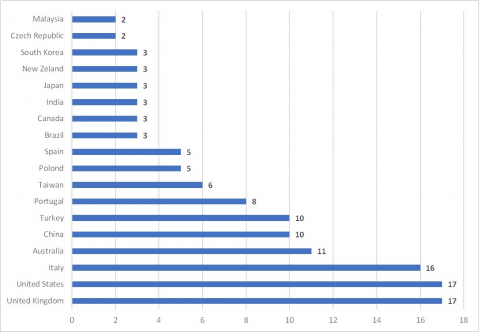 Malaysia 2
Czech Republic 2
South Korea 3
New Zeland 3
Japan 3
India 3
Canada 3
Brazil 3
Spain 5
Polond 5
Taiwan 6
Portugal 8
Turkey 10
China 10
Australia 11
Italy 16
United States 17
United Kingdom 17
0 2 4 6 8 10 12 14 16 18